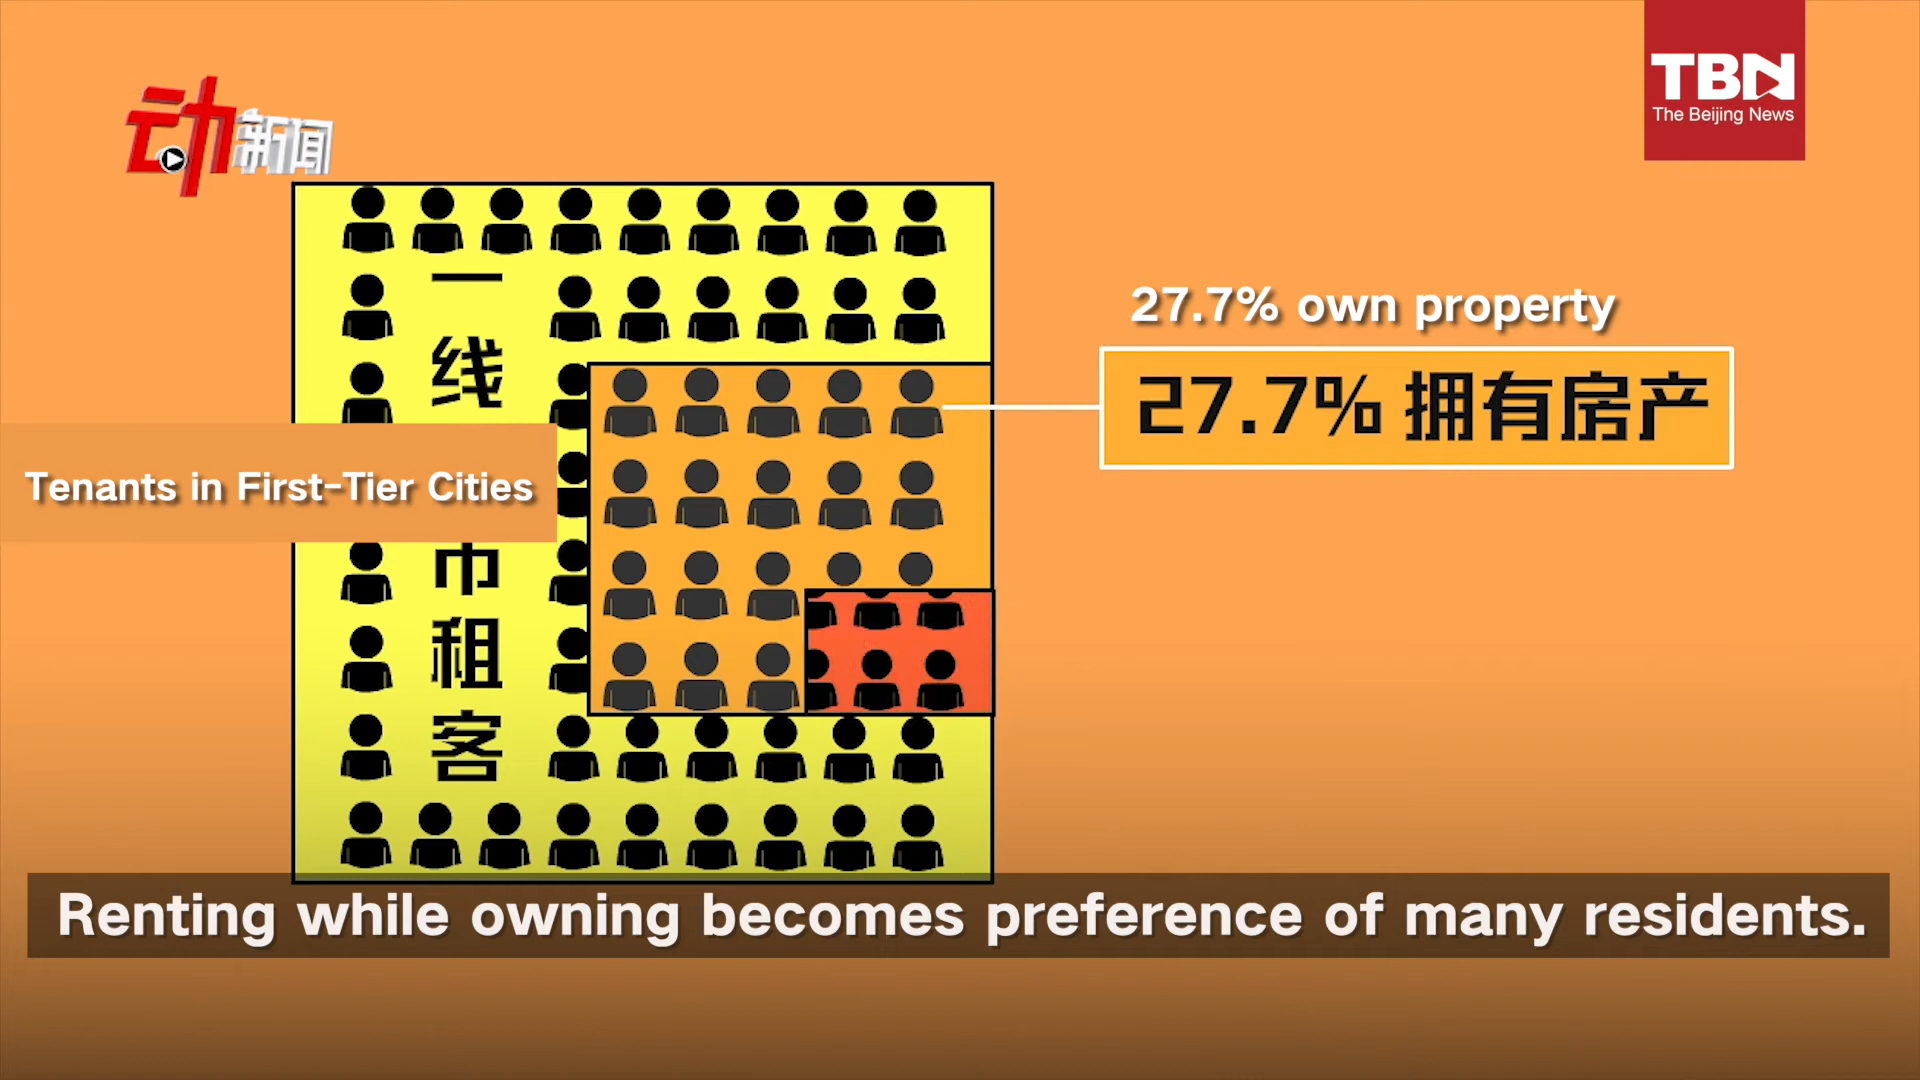 动新闻
TBN
The Beijing News
27.7% own property
27.7% 拥有房产
一
线
Tenants in First-Tier Cities
市
租
客
Renting while owning becomes preference of many residents.